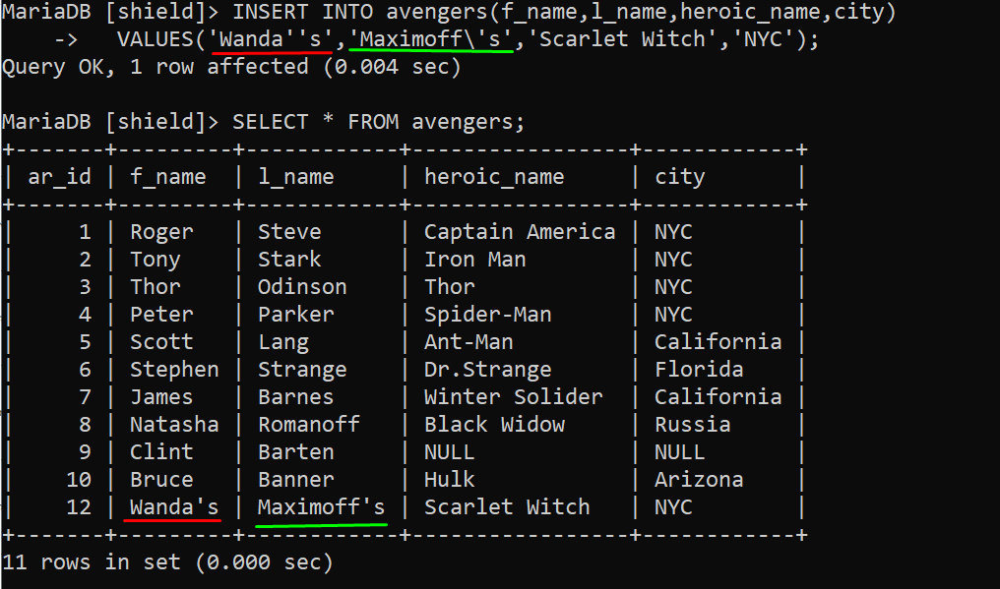 MariaDB [shield]> INSERT INTO avengers(f_name,l_name,heroic_name,city)
    ->  VALUES('Wanda''s','Maximoff\'s','Scarlet Witch','NYC');
Query OK, 1 row affected (0.004 sec)
MariaDB [shield]> SELECT * FROM avengers;
+-------+---------+------------+-----------------+------------+
| ar_id | f_name  | l_name     | heroic_name     | city       |
+-------+---------+------------+-----------------+------------+
|     1 | Roger   | Steve      | Captain America | NYC        |
|     2 | Tony    | Stark      | Iron Man        | NYC        |
|     3 | Thor    | Odinson    | Thor            | NYC        |
|     4 | Peter   | Parker     | Spider-Man      | NYC        |
|     5 | Scott   | Lang       | Ant-Man         | California |
|     6 | Stephen | Strange    | Dr.Strange      | Florida    |
|     7 | James   | Barnes     | Winter Solider  | California |
|     8 | Natasha | Romanoff   | Black Widow     | Russia     |
|     9 | Clint   | Barten     | NULL            | NULL       |
|    10 | Bruce   | Banner     | Hulk            | Arizona    |
|    12 | Wanda's | Maximoff's | Scarlet Witch   | NYC        |
+-------+---------+------------+-----------------+------------+
11 rows in set (0.000 sec)